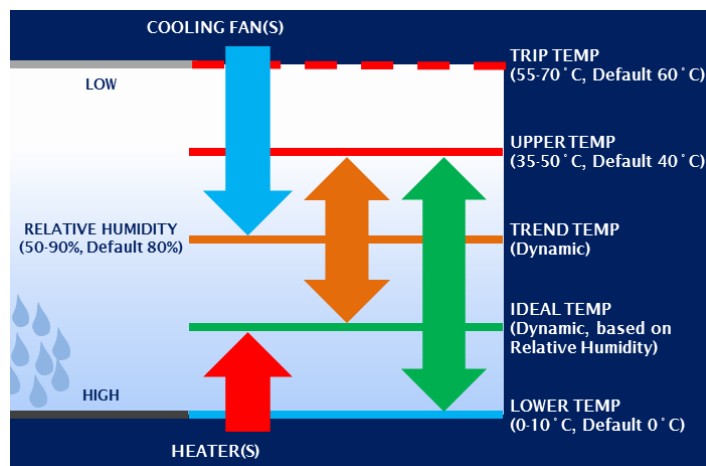 COOLING FAN(S)
TRIP TEMP
(55-70˚C, Default 60˚C)
LOW
UPPER TEMP
(35-50˚C, Default 40˚C)
RELATIVE HUMIDITY
(50-90%, Default 80%)
TREND TEMP
(Dynamic)
IDEAL TEMP
(Dynamic, based on
Relative Humidity)
HIGH
LOWER TEMP
(0-10˚C, Default 0˚C)
HEATER(S)